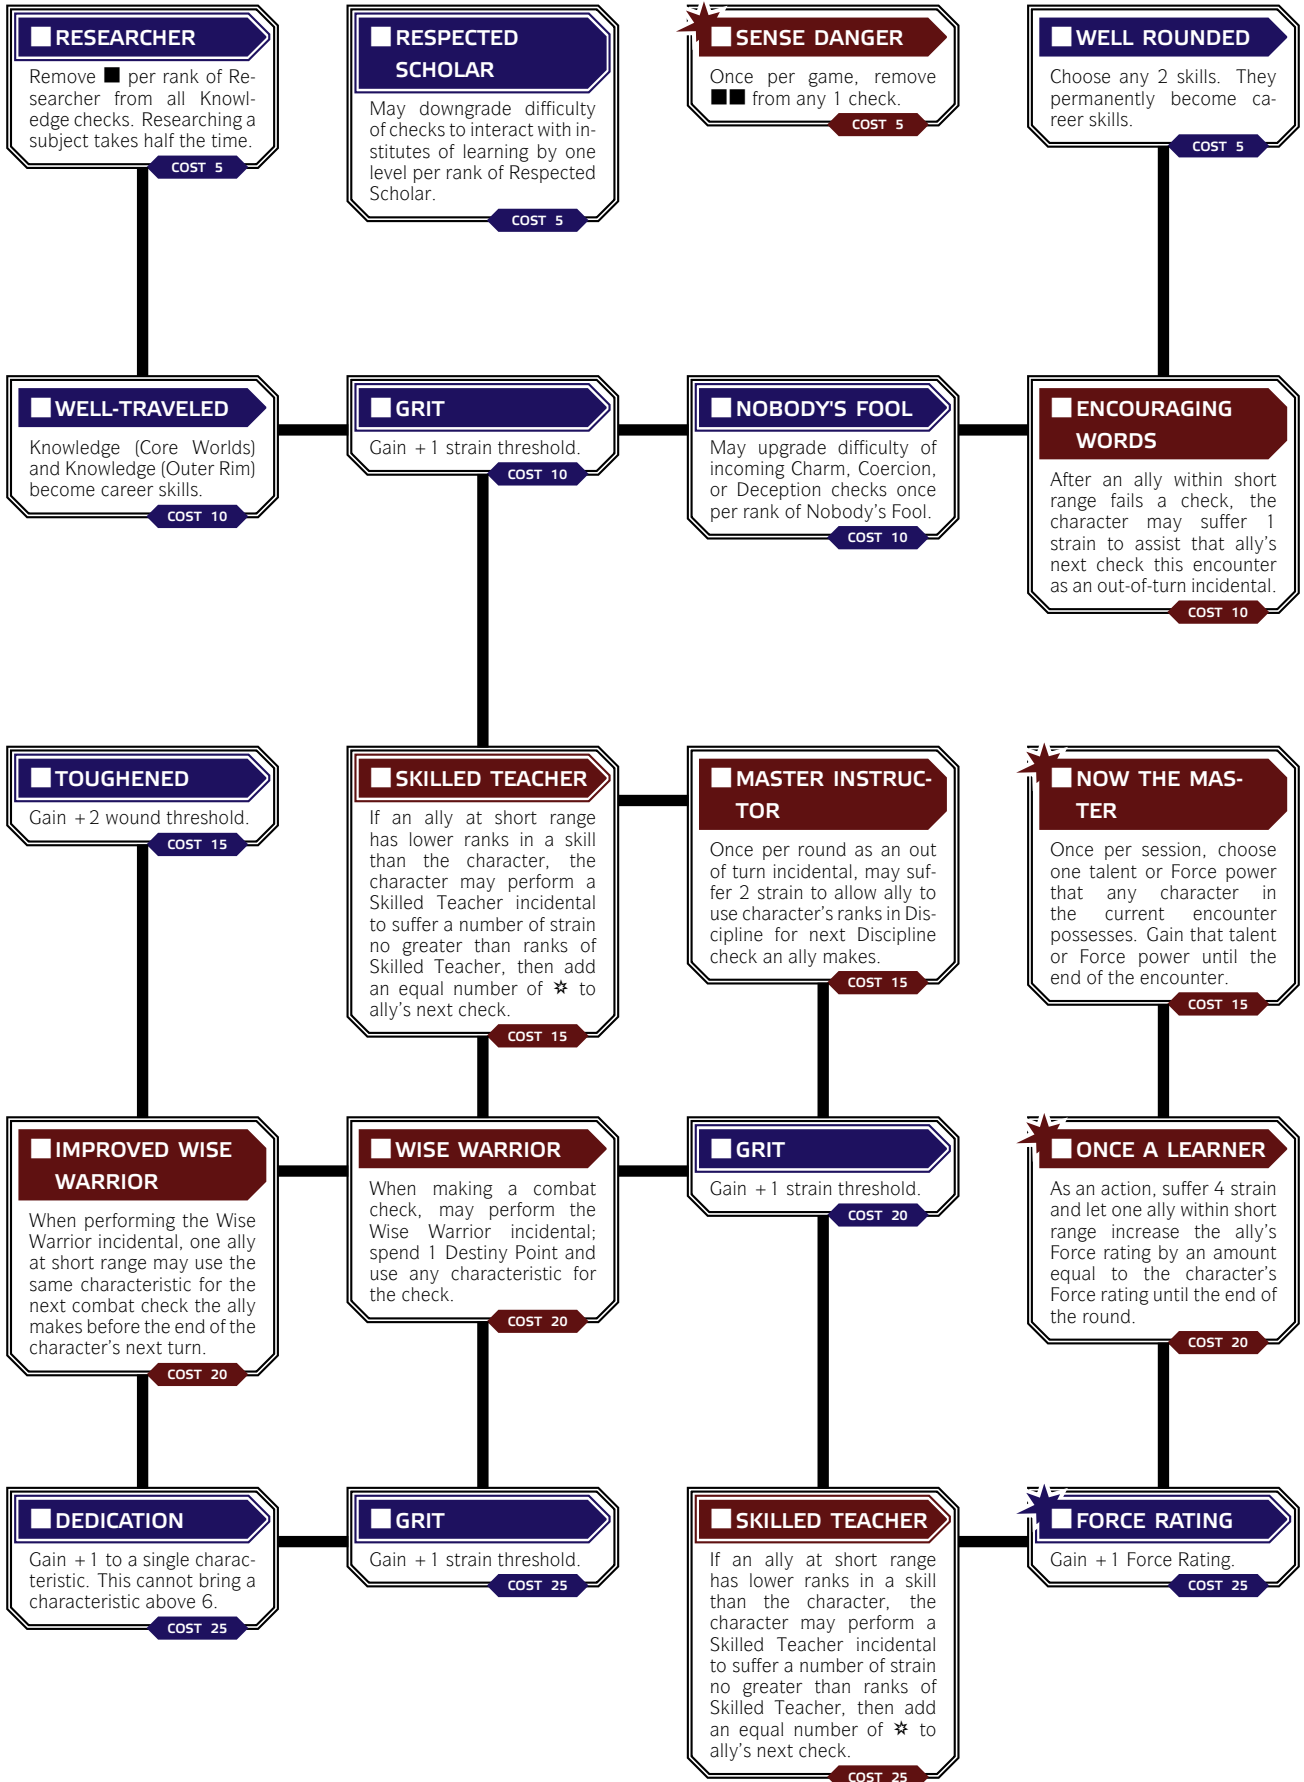 RESEARCHER
Remove ■ per rank of Re-
searcher from all Knowl-
edge checks. Researching a
subject takes half the time.
COST 5
RESPECTED
SCHOLAR
May downgrade difficulty
of checks to interact with in-
stitutes of learning by one
level per rank of Respected
Scholar.
COST 5
SENSE DANGER
Once per game, remove
■■ from any 1 check.
COST 5
WELL ROUNDED
Choose any 2 skills. They
permanently become ca-
reer skills.
COST 5
WELL-TRAVELED
Knowledge (Core Worlds)
and Knowledge (Outer Rim)
become career skills.
COST 10
GRIT
Gain +1 strain threshold.
COST 10
NOBODY'S FOOL
May upgrade difficulty of
incoming Charm, Coercion,
or Deception checks once
per rank of Nobody's Fool.
COST 10
ENCOURAGING
WORDS
After an ally within short
range fails a check, the
character may suffer 1
strain to assist that ally's
next check this encounter
as an out-of-turn incidental.
COST 10
TOUGHENED
Gain +2 wound threshold.
COST 15
SKILLED TEACHER
If an ally at short range
has lower ranks in a skill
than the character, the
character may perform a
Skilled Teacher incidental
to suffer a number of strain
no greater than ranks of
Skilled Teacher, then add
an equal number of ✲ to
ally's next check.
COST 15
MASTER INSTRUC-
TOR
Once per round as an out
of turn incidental, may suf-
fer 2 strain to allow ally to
use character's ranks in Dis-
cipline for next Discipline
check an ally makes.
COST 15
NOW THE MAS-
TER
Once per session, choose
one talent or Force power
that any character in
the current encounter
possesses. Gain that talent
or Force power until the
end of the encounter.
COST 15
IMPROVED WISE
WARRIOR
When performing the Wise
Warrior incidental, one ally
at short range may use the
same characteristic for the
next combat check the ally
makes before the end of the
character's next turn.
COST 20
WISE WARRIOR
When making a combat
check, may perform the
Wise Warrior incidental;
spend 1 Destiny Point and
use any characteristic for
the check.
COST 20
GRIT
Gain +1 strain threshold.
COST 20
ONCE A LEARNER
As an action, suffer 4 strain
and let one ally within short
range increase the ally's
Force rating by an amount
equal to the character's
Force rating until the end of
the round.
COST 20
DEDICATION
Gain +1 to a single charac-
teristic. This cannot bring a
characteristic above 6.
COST 25
GRIT
Gain +1 strain threshold.
COST 25
SKILLED TEACHER
If an ally at short range
has lower ranks in a skill
than the character, the
character may perform a
Skilled Teacher incidental
to suffer a number of strain
no greater than ranks of
Skilled Teacher, then add
an equal number of ✲ to
ally's next check.
COST 25
FORCE RATING
Gain +1 Force Rating.
COST 25